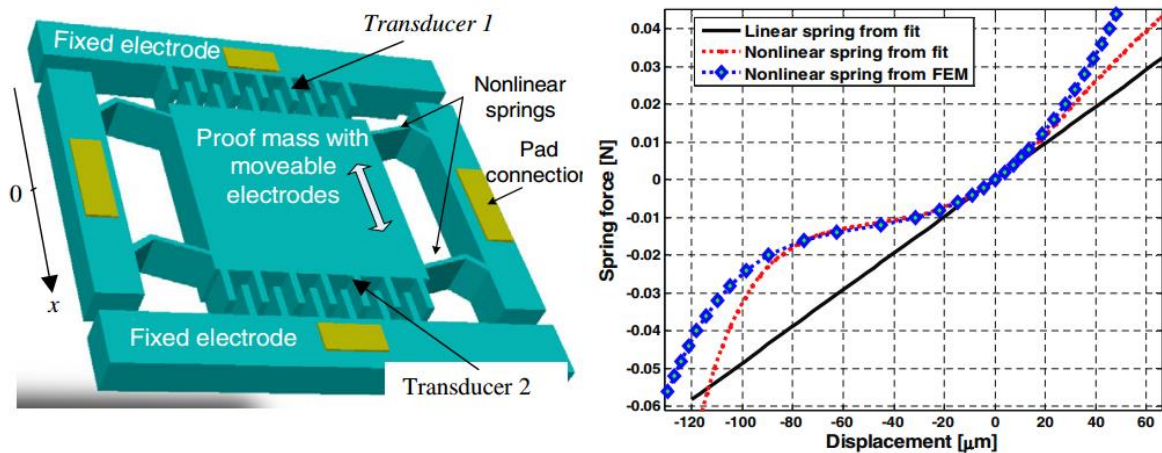 Transducer 1
Fixed electrode
Nonlinear
springs
Proof mass with
moveable
electrodes
Pad
connection
0
x
Fixed electrode
Transducer 2
Linear spring from fit
Nonlinear spring from fit
Nonlinear spring from FEM
Spring force [N]
0.04
0.03
0.02
0.01
0
-0.01
-0.02
-0.03
-0.04
-0.05
-0.06
-120 -100 -80 -60 -40 -20 0 20 40 60
Displacement [μm]